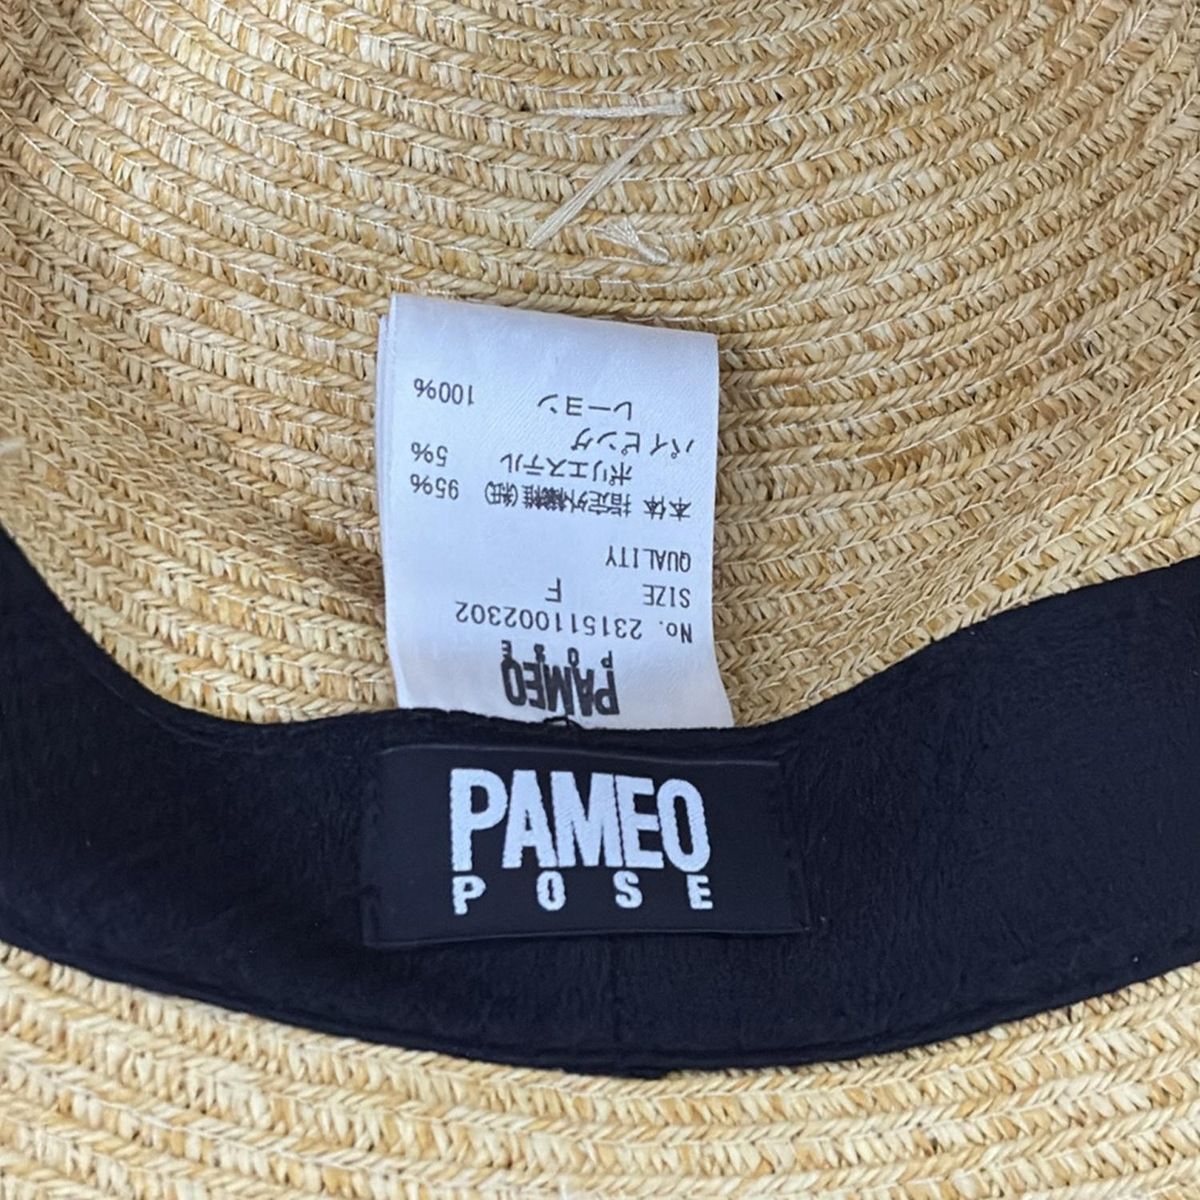 PAMEO
POSE
No. 231511002302
SIZE F
QUALITY
本体 指定外繊維(紙) 95%
ポリエステル 5%
パイピング
レーヨン 100%
PAMEO
POSE